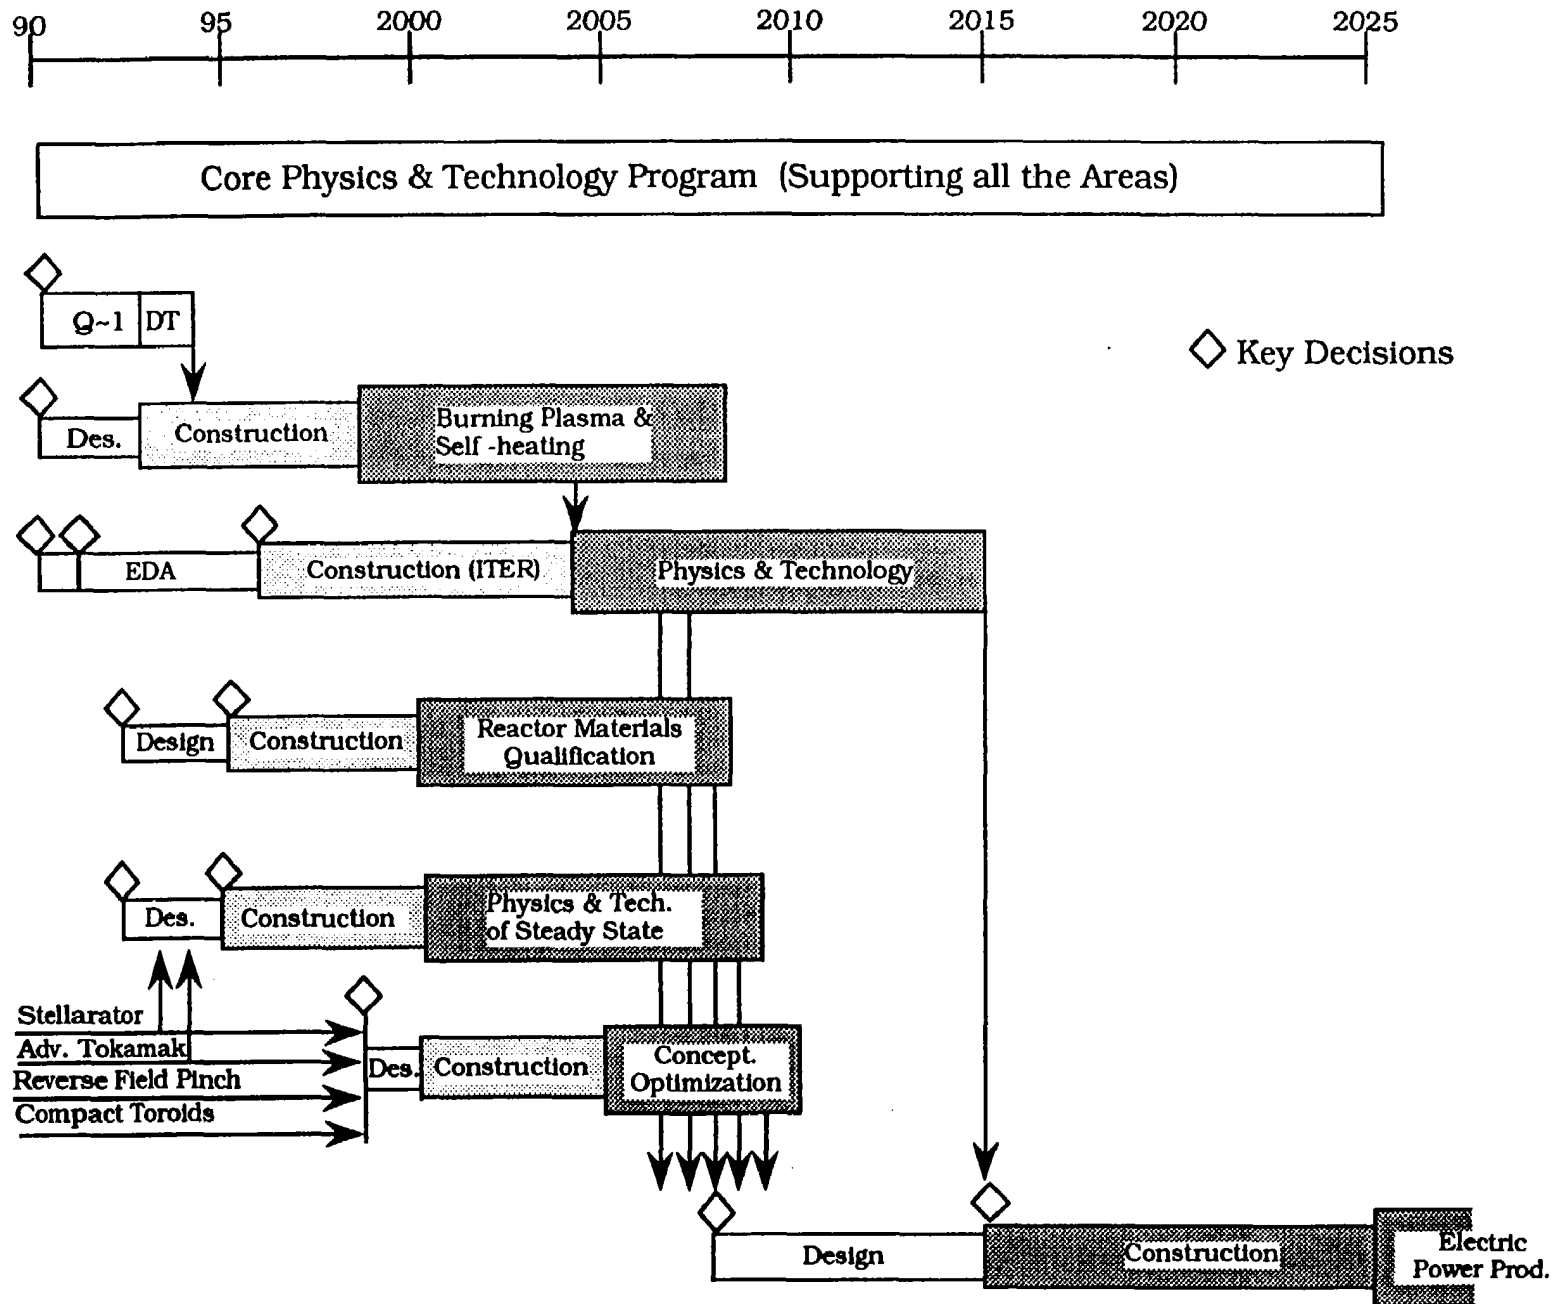 90 95 2000 2005 2010 2015 2020 2025
Core Physics & Technology Program (Supporting all the Areas)
Q~1 DT
Key Decisions
Des. Construction
Burning Plasma &
Self -heating
EDA Construction (ITER) Physics & Technology
Design Construction
Reactor Materials
Qualification
Des. Construction
Physics & Tech.
of Steady State
Stellarator
Adv. Tokamak
Reverse Field Pinch
Compact Toroids
Des. Construction
Concept.
Optimization
Design Construction
Electric
Power Prod.